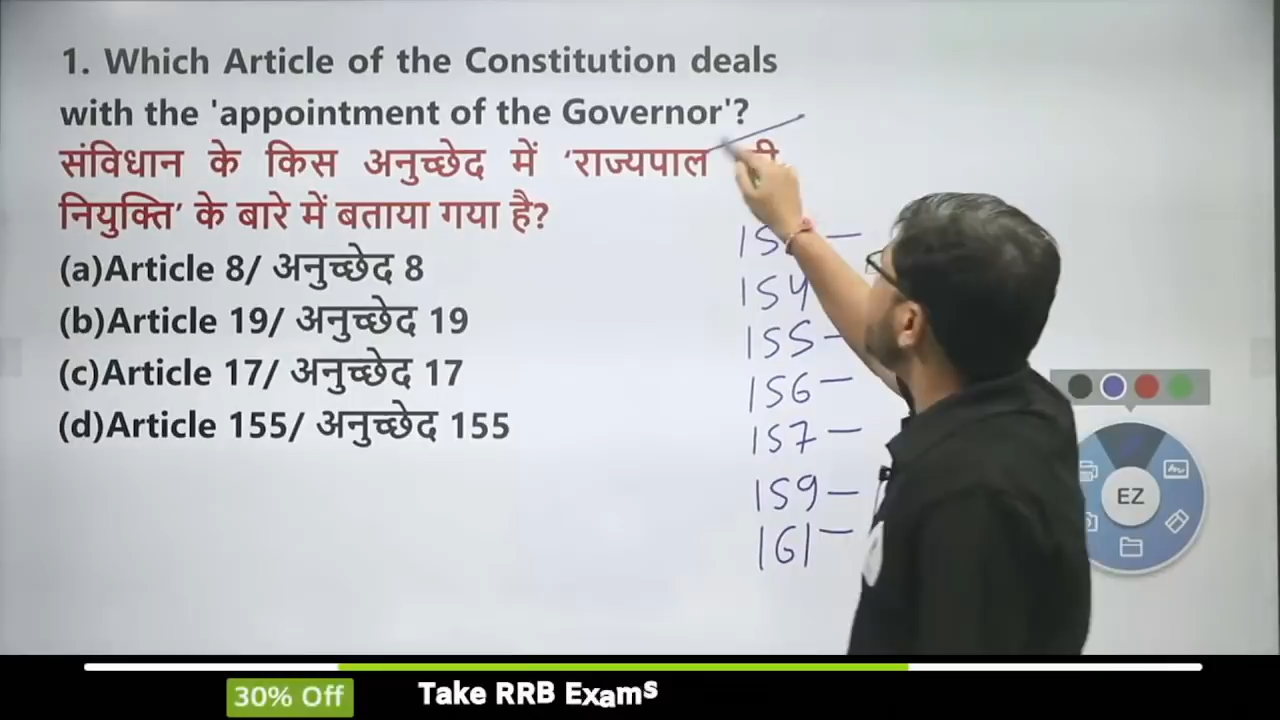 1. Which Article of the Constitution deals
with the 'appointment of the Governor'?
संविधान के किस अनुच्छेद में ‘राज्यपाल
नियुक्ति’ के बारे में बताया गया है?
(a)Article 8/ अनुच्छेद 8
(b)Article 19/ अनुच्छेद 19
(c)Article 17/ अनुच्छेद 17
(d)Article 155/ अनुच्छेद 155
154
155-
156-
157-
159-
161-
EZ
30% Off
Take RRB Exams